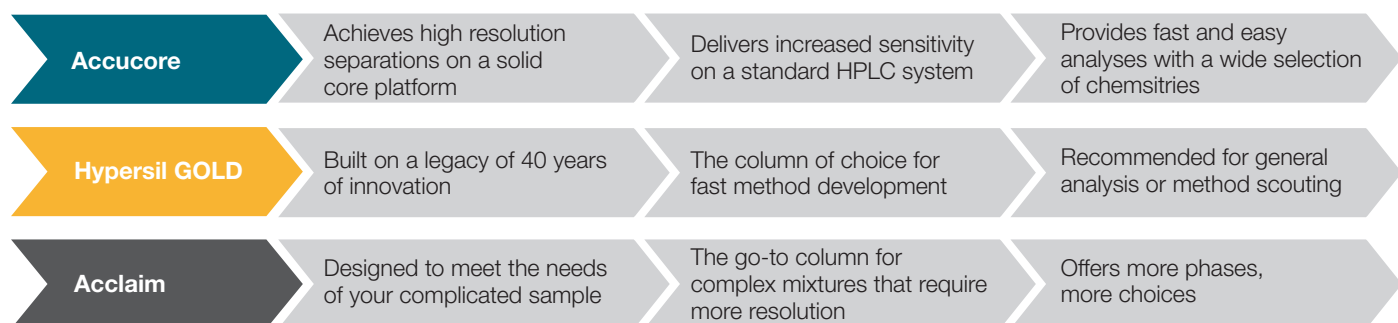 Accucore
Achieves high resolution
separations on a solid
core platform
Delivers increased sensitivity
on a standard HPLC system
Provides fast and easy
analyses with a wide selection
of chemsitries
Hypersil GOLD
Built on a legacy of 40 years
of innovation
The column of choice for
fast method development
Recommended for general
analysis or method scouting
Acclaim
Designed to meet the needs
of your complicated sample
The go-to column for
complex mixtures that require
more resolution
Offers more phases,
more choices